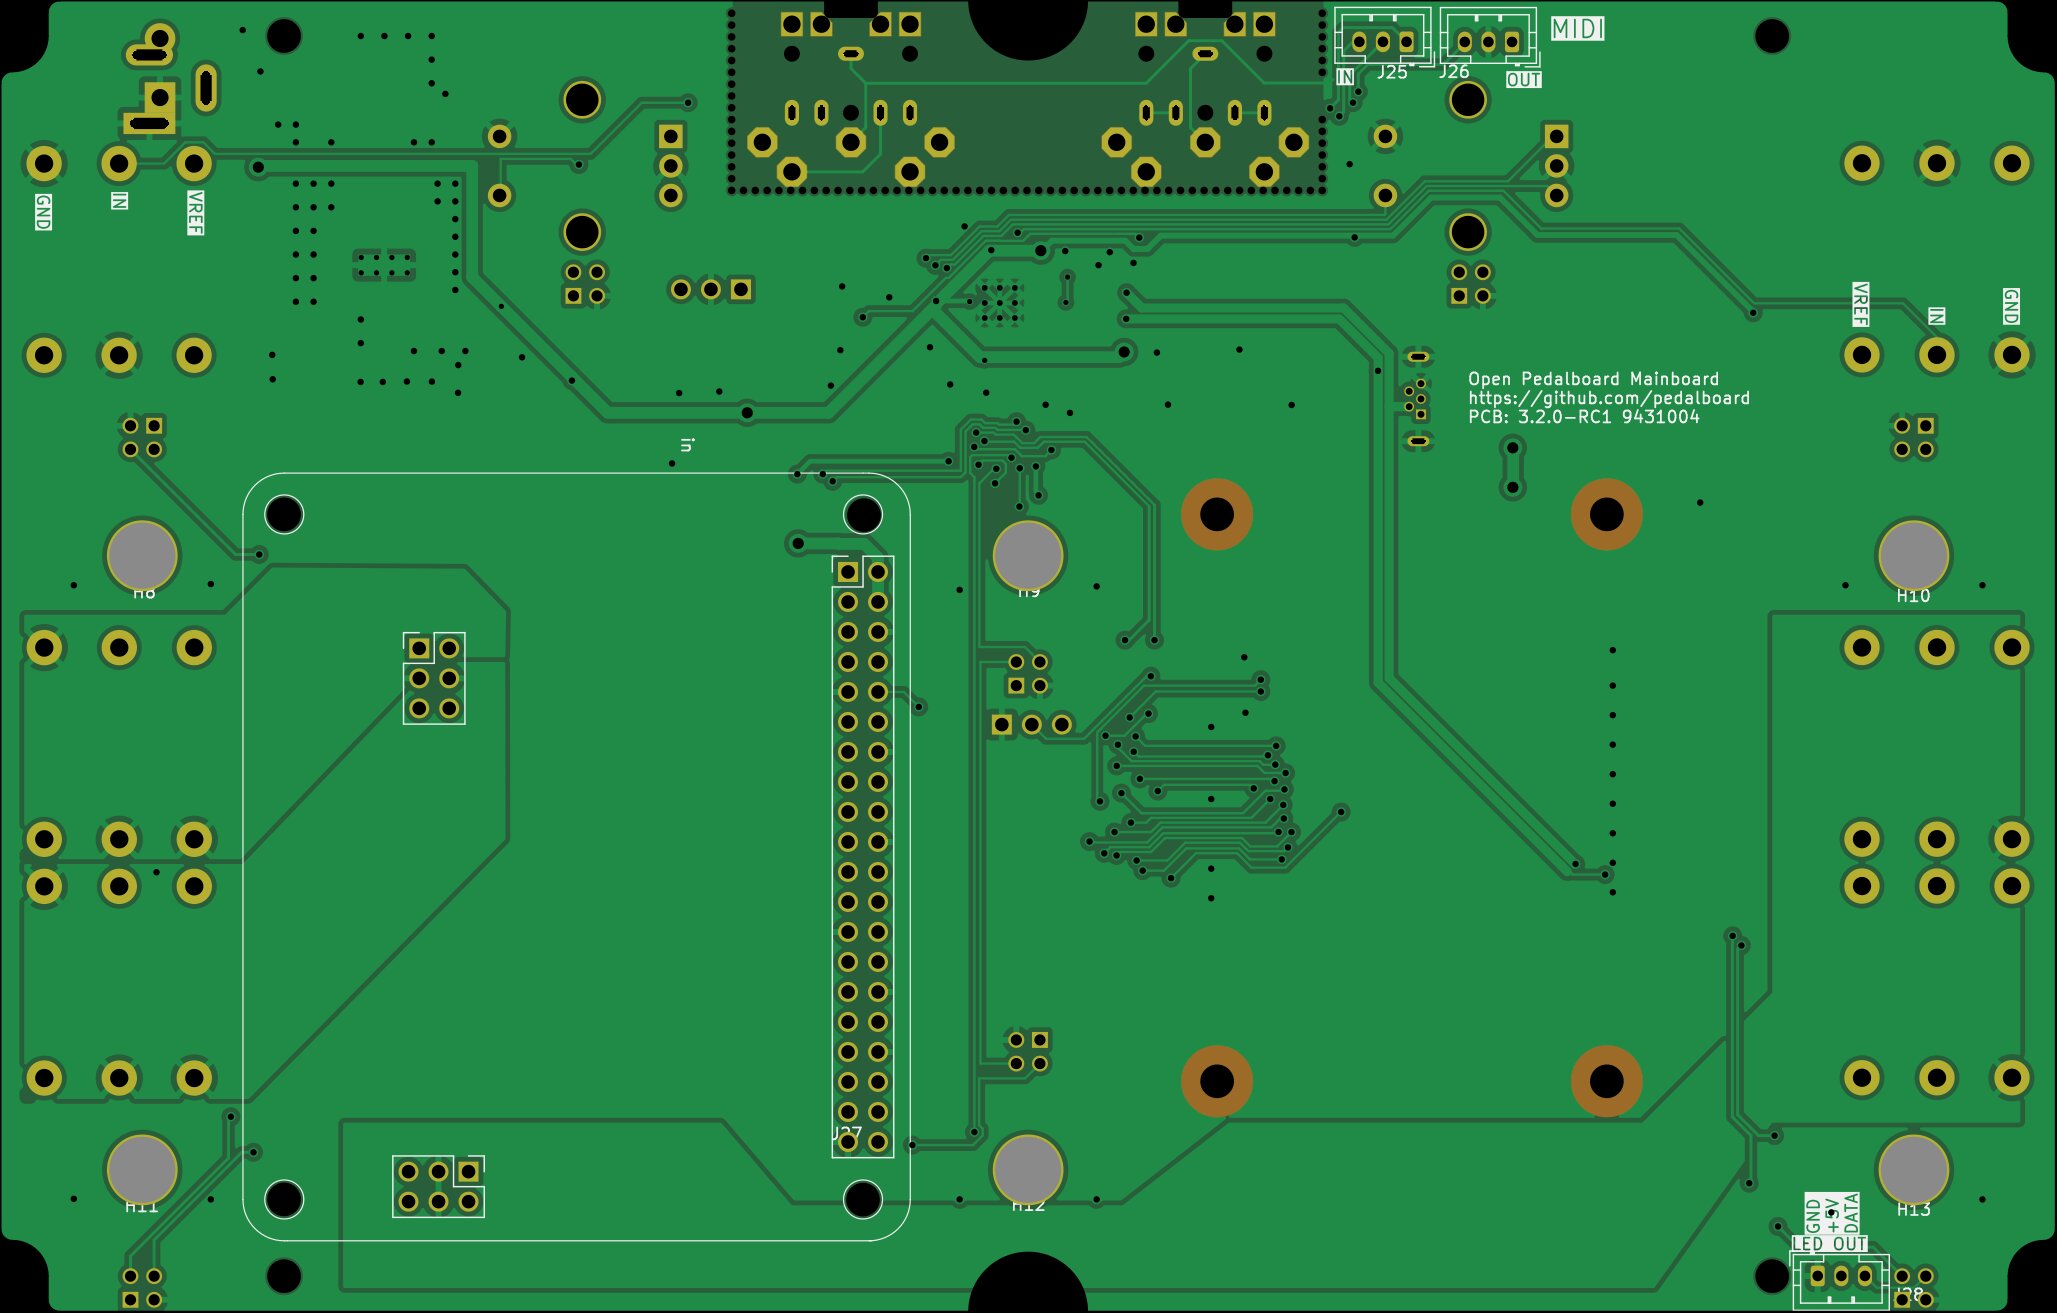 MIDI
IN
J25
J26
OUT
GND
IN
VREF
VREF
IN
GND
Open Pedalboard Mainboard
https://github.com/pedalboard
PCB: 3.2.0-RC1 9431004
in
H8
H9
H10
J27
H11
H12
H13
GND
+5V
DATA
LED OUT